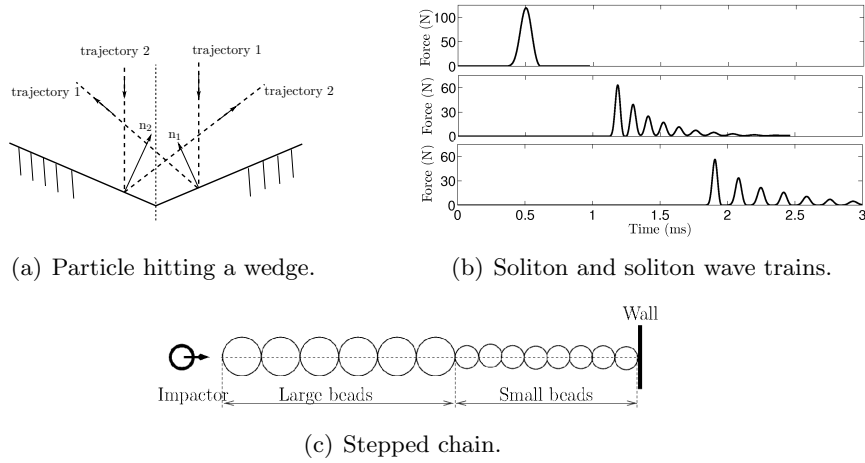 trajectory 2
trajectory 1
trajectory 1
trajectory 2
n2
n1
(a) Particle hitting a wedge.
Force (N)
100
50
0
Force (N)
60
30
0
Force (N)
60
30
0
0
0.5
1
1.5
2
2.5
3
Time (ms)
(b) Soliton and soliton wave trains.
Wall
Impactor
Large beads
Small beads
(c) Stepped chain.